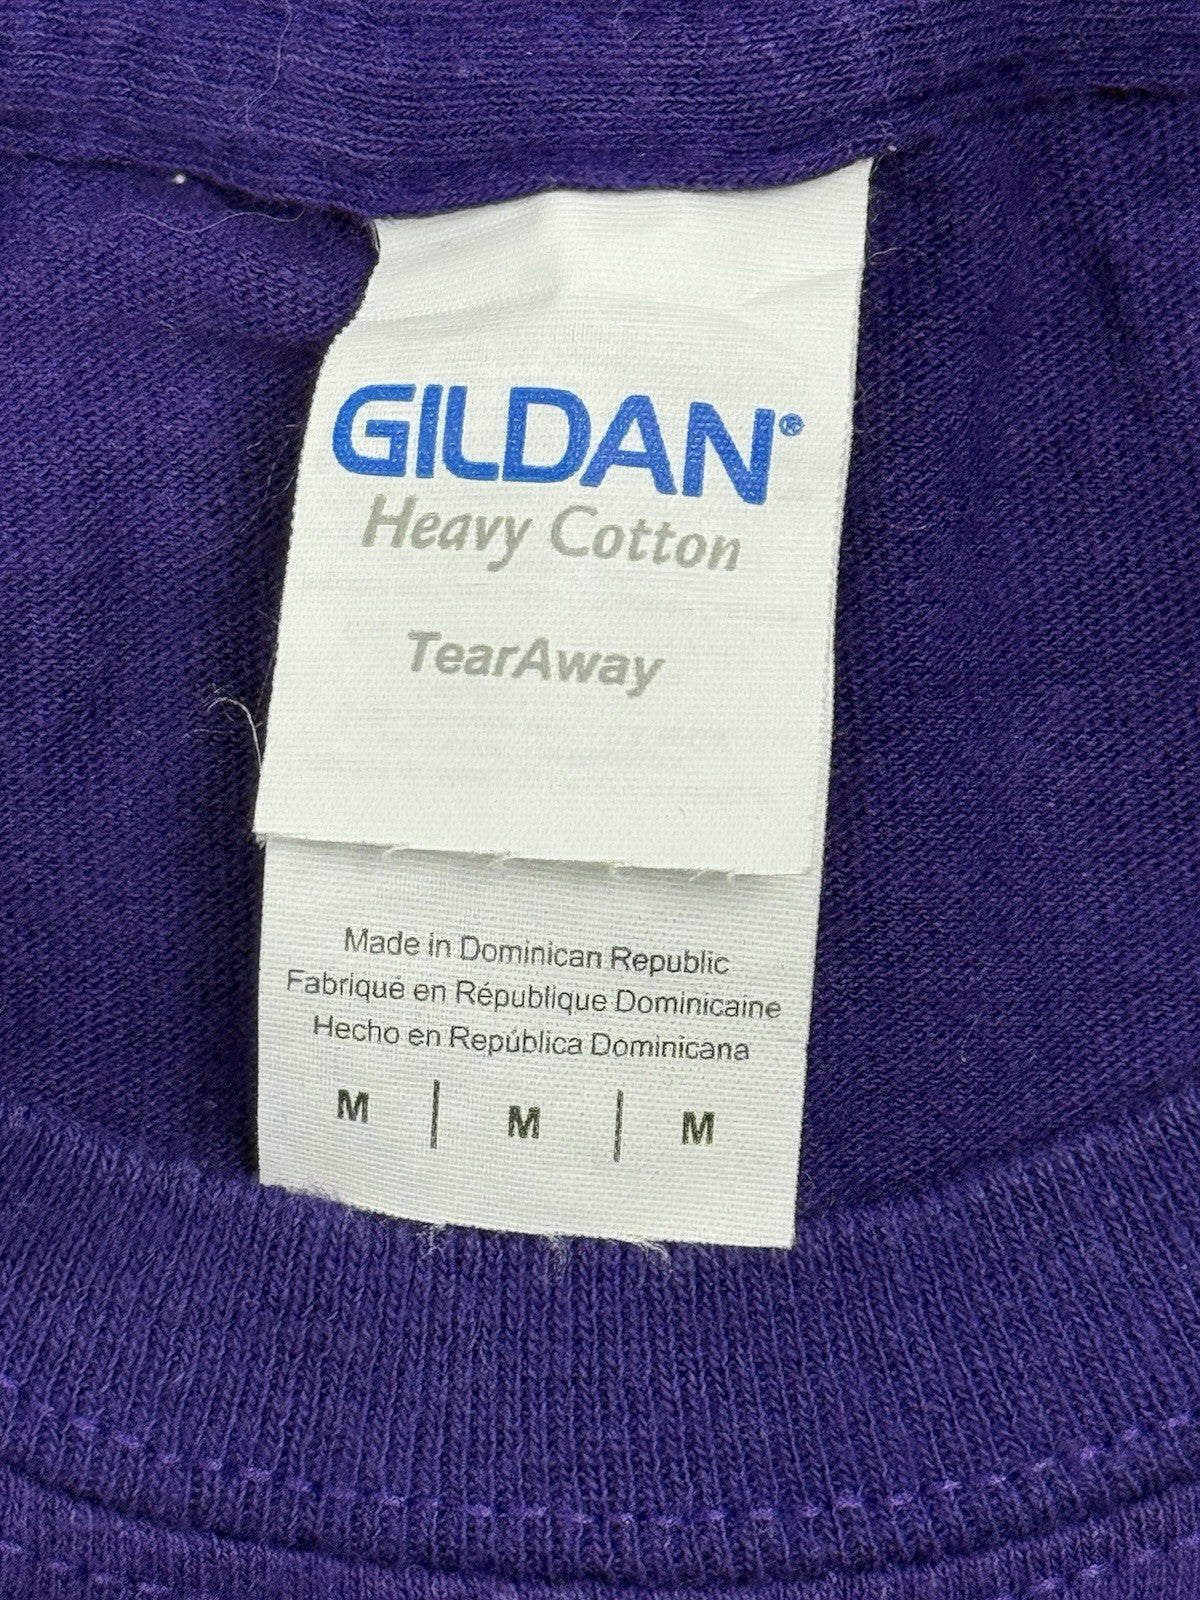 GILDAN®
Heavy Cotton
TearAway
Made in Dominican Republic
Fabriqué en République Dominicaine
Hecho en República Dominicana
M | M | M